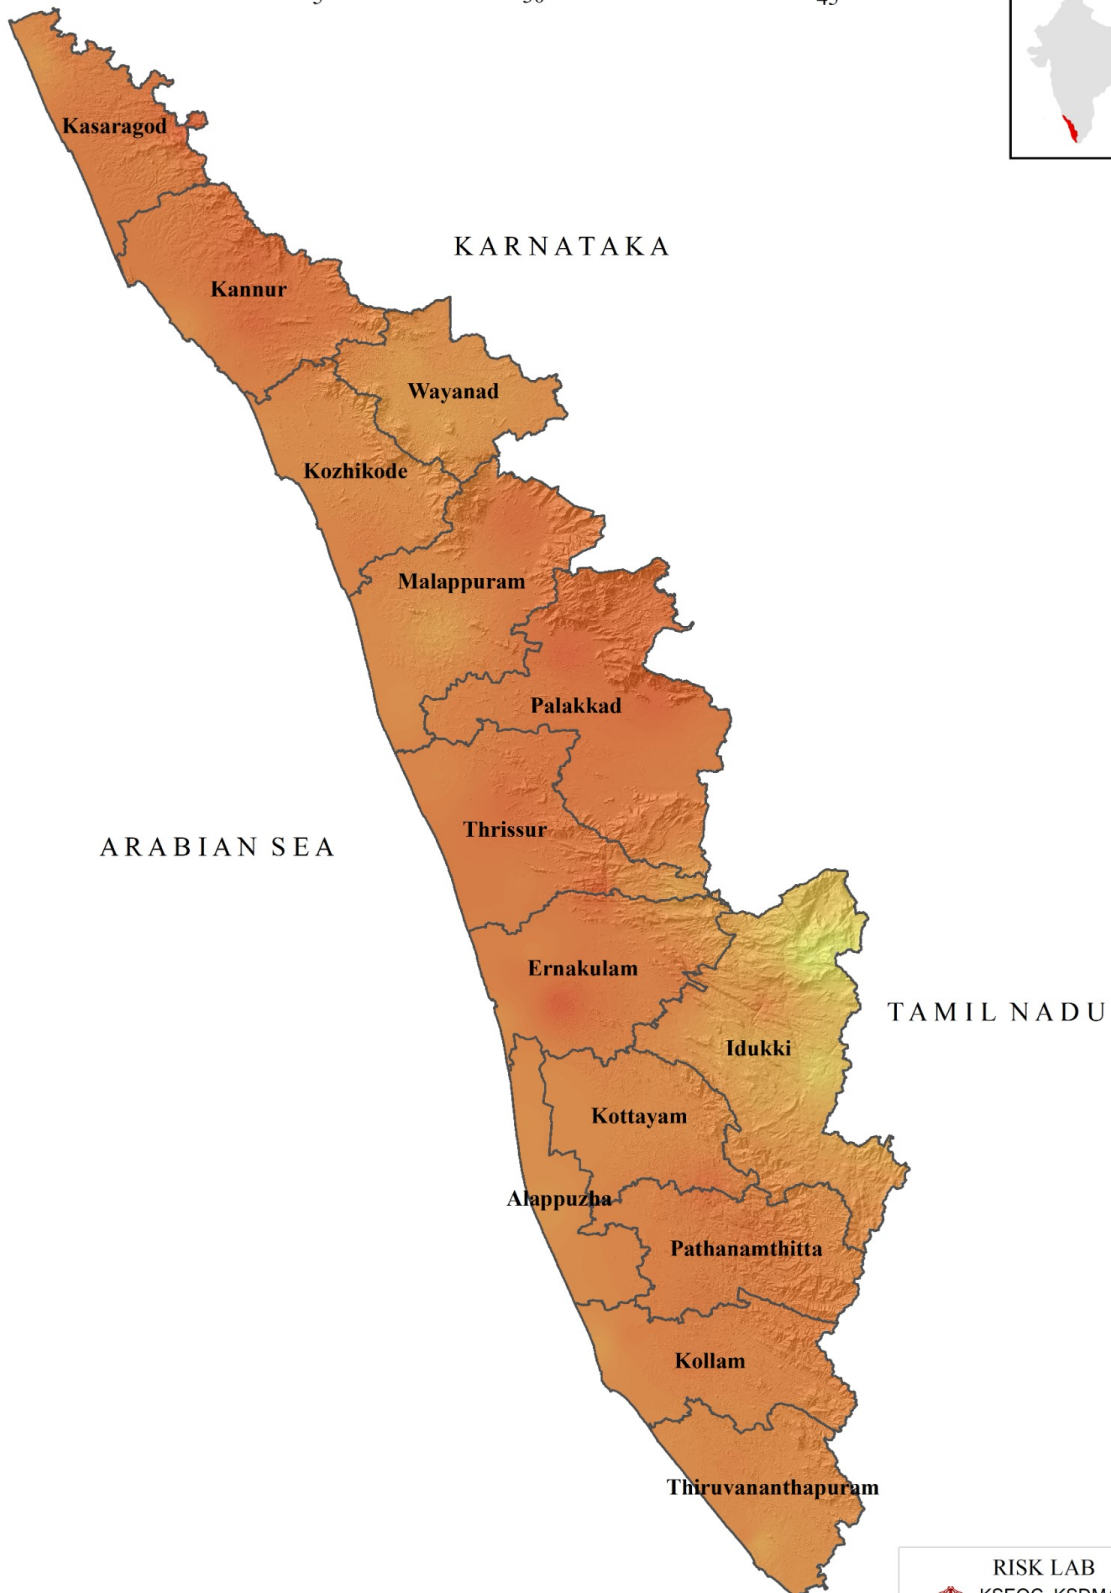 KARNATAKA
Kasaragod
Kannur
Wayanad
Kozhikode
Malappuram
Palakkad
Thrissur
ARABIAN SEA
Ernakulam
TAMIL NADU
Idukki
Kottayam
Alappuzha
Pathanamthitta
Kollam
Thiruvananthapuram
RISK LAB